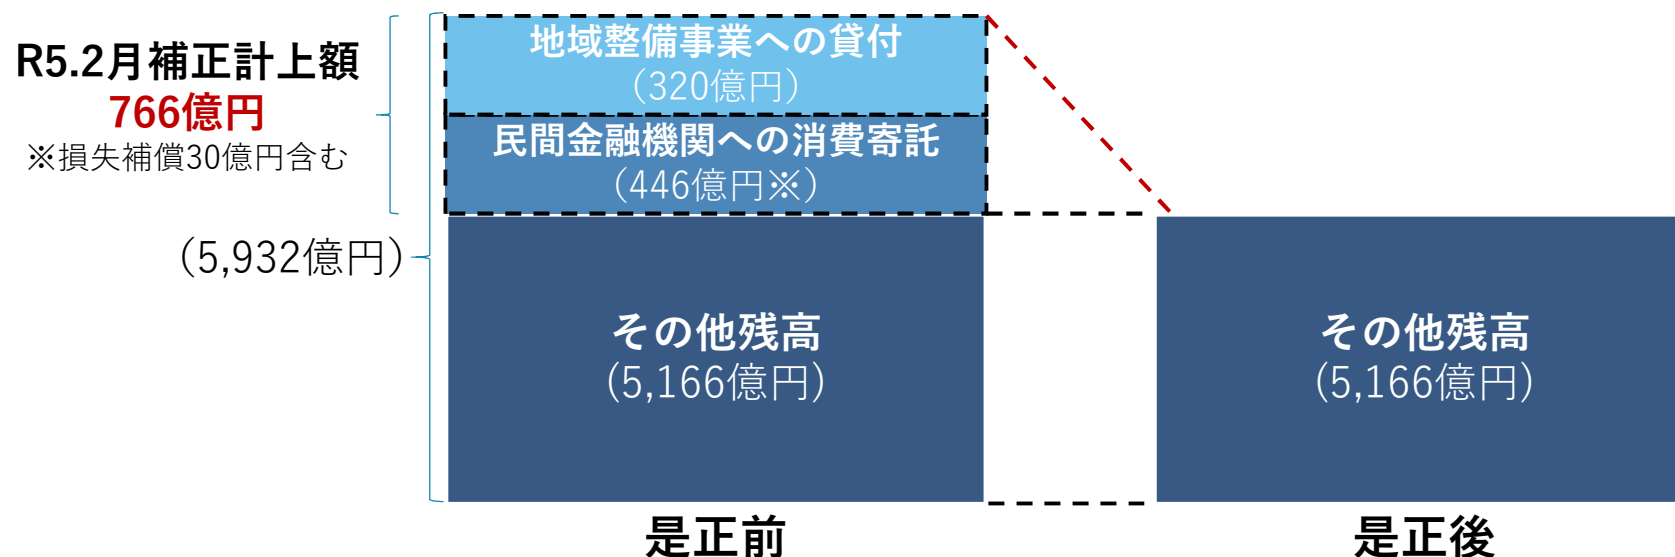 R5.2月補正計上額
766億円
※損失補償30億円含む
(5,932億円)
地域整備事業への貸付
(320億円)
民間金融機関への消費寄託
(446億円※)
その他残高
(5,166億円)
是正前
その他残高
(5,166億円)
是正後